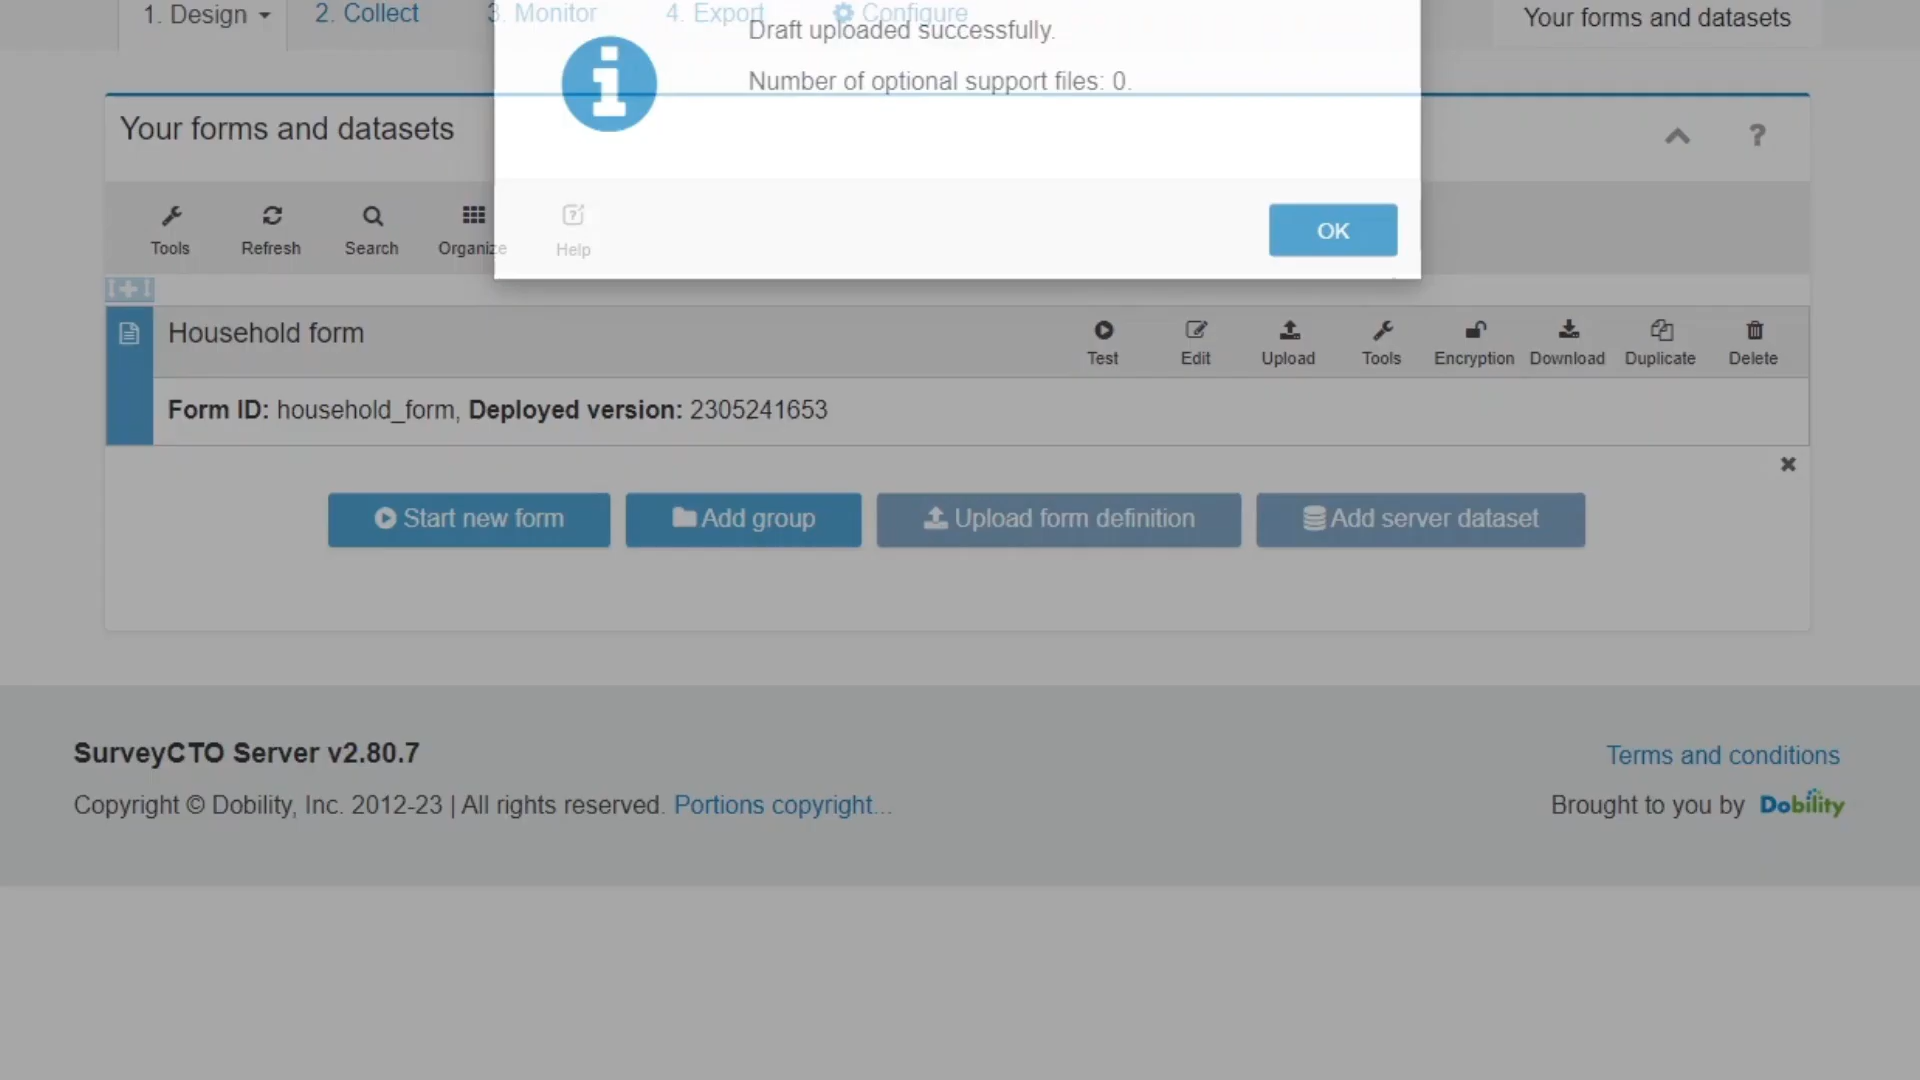 1. Design
2. Collect
3. Monitor
4. Export
Configure
Your forms and datasets
Draft uploaded successfully.
Number of optional support files: 0.
Your forms and datasets
?
Tools
Refresh
Search
Organize
Help
OK
Household form
Test
Edit
Upload
Tools
Encryption
Download
Duplicate
Delete
Form ID: household_form, Deployed version: 2305241653
Start new form
Add group
Upload form definition
Add server dataset
SurveyCTO Server v2.80.7
Terms and conditions
Copyright © Dobility, Inc. 2012-23 | All rights reserved. Portions copyright...
Brought to you by Dobility